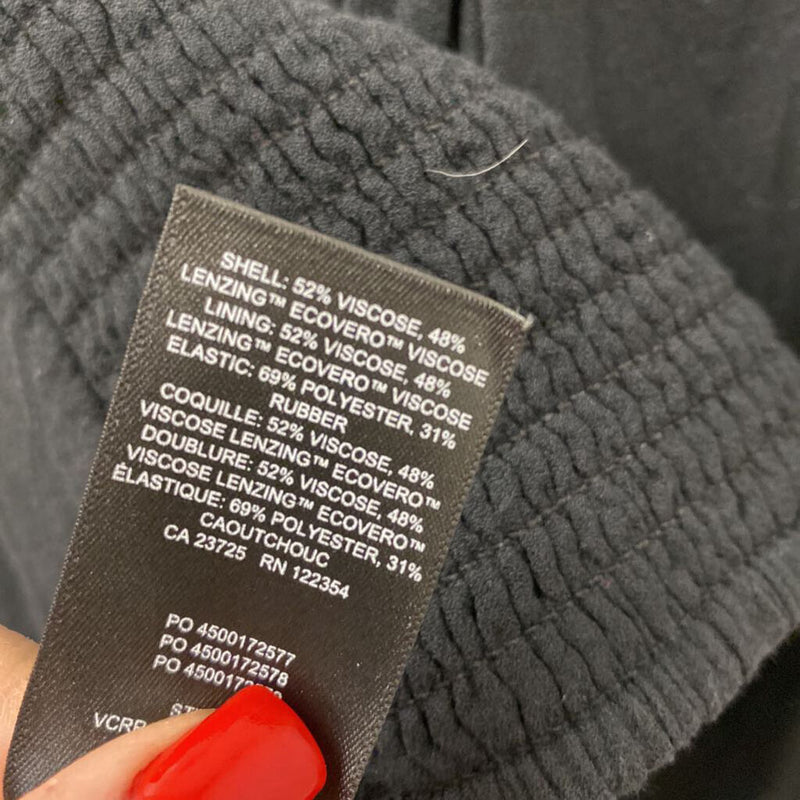 SHELL: 52% VISCOSE, 48%
LENZING™ ECOVERO™ VISCOSE
LINING: 52% VISCOSE, 48%
LENZING™ ECOVERO™ VISCOSE
ELASTIC: 69% POLYESTER, 31%
RUBBER
COQUILLE: 52% VISCOSE, 48%
VISCOSE LENZING™ ECOVERO™
DOUBLURE: 52% VISCOSE, 48%
VISCOSE LENZING™ ECOVERO™
ÉLASTIQUE: 69% POLYESTER, 31%
CAOUTCHOUC
CA 23725 RN 122354
PO 4500172577
PO 4500172578
PO